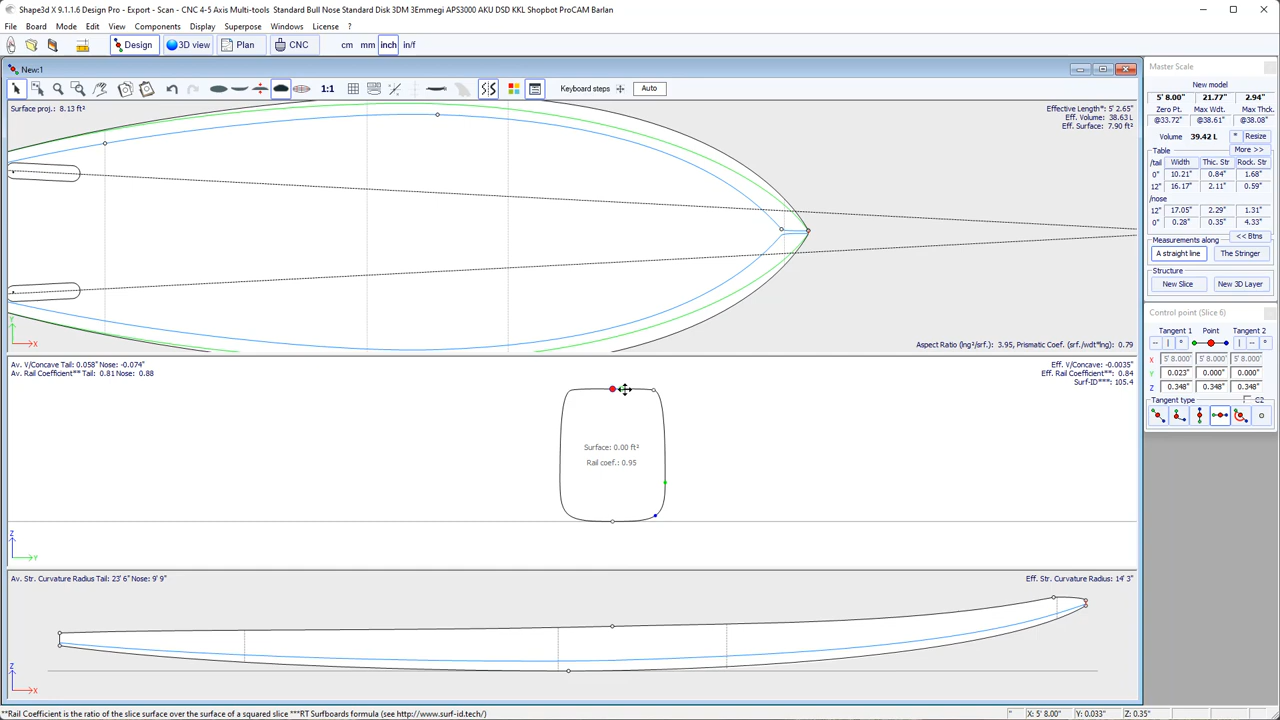 Shape3d X 9.1.1.6 Design Pro - Export - Scan - CNC 4-5 Axis Multi-tools  Standard Bull Nose Standard Disk 3DM 3Emmegi APS3000 AKU DSD KKL Shopbot ProCAM Barlan
File Board Mode Edit View Components Display Superpose Windows License ?
Design 3D view Plan CNC cm mm inch in/f
New:1
1:1 Keyboard steps Auto
Surface proj.: 8.13 ft²
Effective Length*: 5' 2.65"
Eff. Volume: 38.63 L
Eff. Surface: 7.90 ft²
Y
X
Aspect Ratio (lng²/srf.) 3.95, Prismatic Coef. (srf./wdt*lng) 0.79
Av. V/Concave Tail: 0.058" Nose: -0.074"
Av. Rail Coefficient** Tail: 0.81 Nose: 0.88
Eff. V/Concave: -0.0035"
Eff. Rail Coefficient**: 0.84
Surf-ID***: 105.4
Surface: 0.00 ft²
Rail coef.: 0.95
Z
Y
Av. Str. Curvature Radius Tail: 23' 6" Nose: 9' 9"
Eff. Str. Curvature Radius: 14' 3"
Z
X
Master Scale
New model
5' 8.00" 21.77" 2.94"
Zero Pt. Max Wdt. Max Thck.
@33.72" @38.61" @38.08"
Volume 39.42 L * Resize
Table More >>
/tail Width Thic. Str Rock. Str
0" 10.21" 0.84" 1.68"
12" 16.17" 2.11" 0.59"
/nose
12" 17.05" 2.29" 1.31"
0" 0.28" 0.35" 4.33"
Measurements along << Btns
A straight line The Stringer
Structure
New Slice New 3D Layer
Control point (Slice 6)
Tangent 1 Point Tangent 2
-- | ° -- | °
X 5' 8.000" 5' 8.000" 5' 8.000"
Y 0.023" 0.000" 0.000"
Z 0.348" 0.348" 0.348"
Tangent type C2
**Rail Coefficient is the ratio of the slice surface over the surface of a squared slice ***RT Surfboards formula (see http://www.surf-id.tech/)
" X: 5' 8.00" Y: 0.033" Z: 0.35"